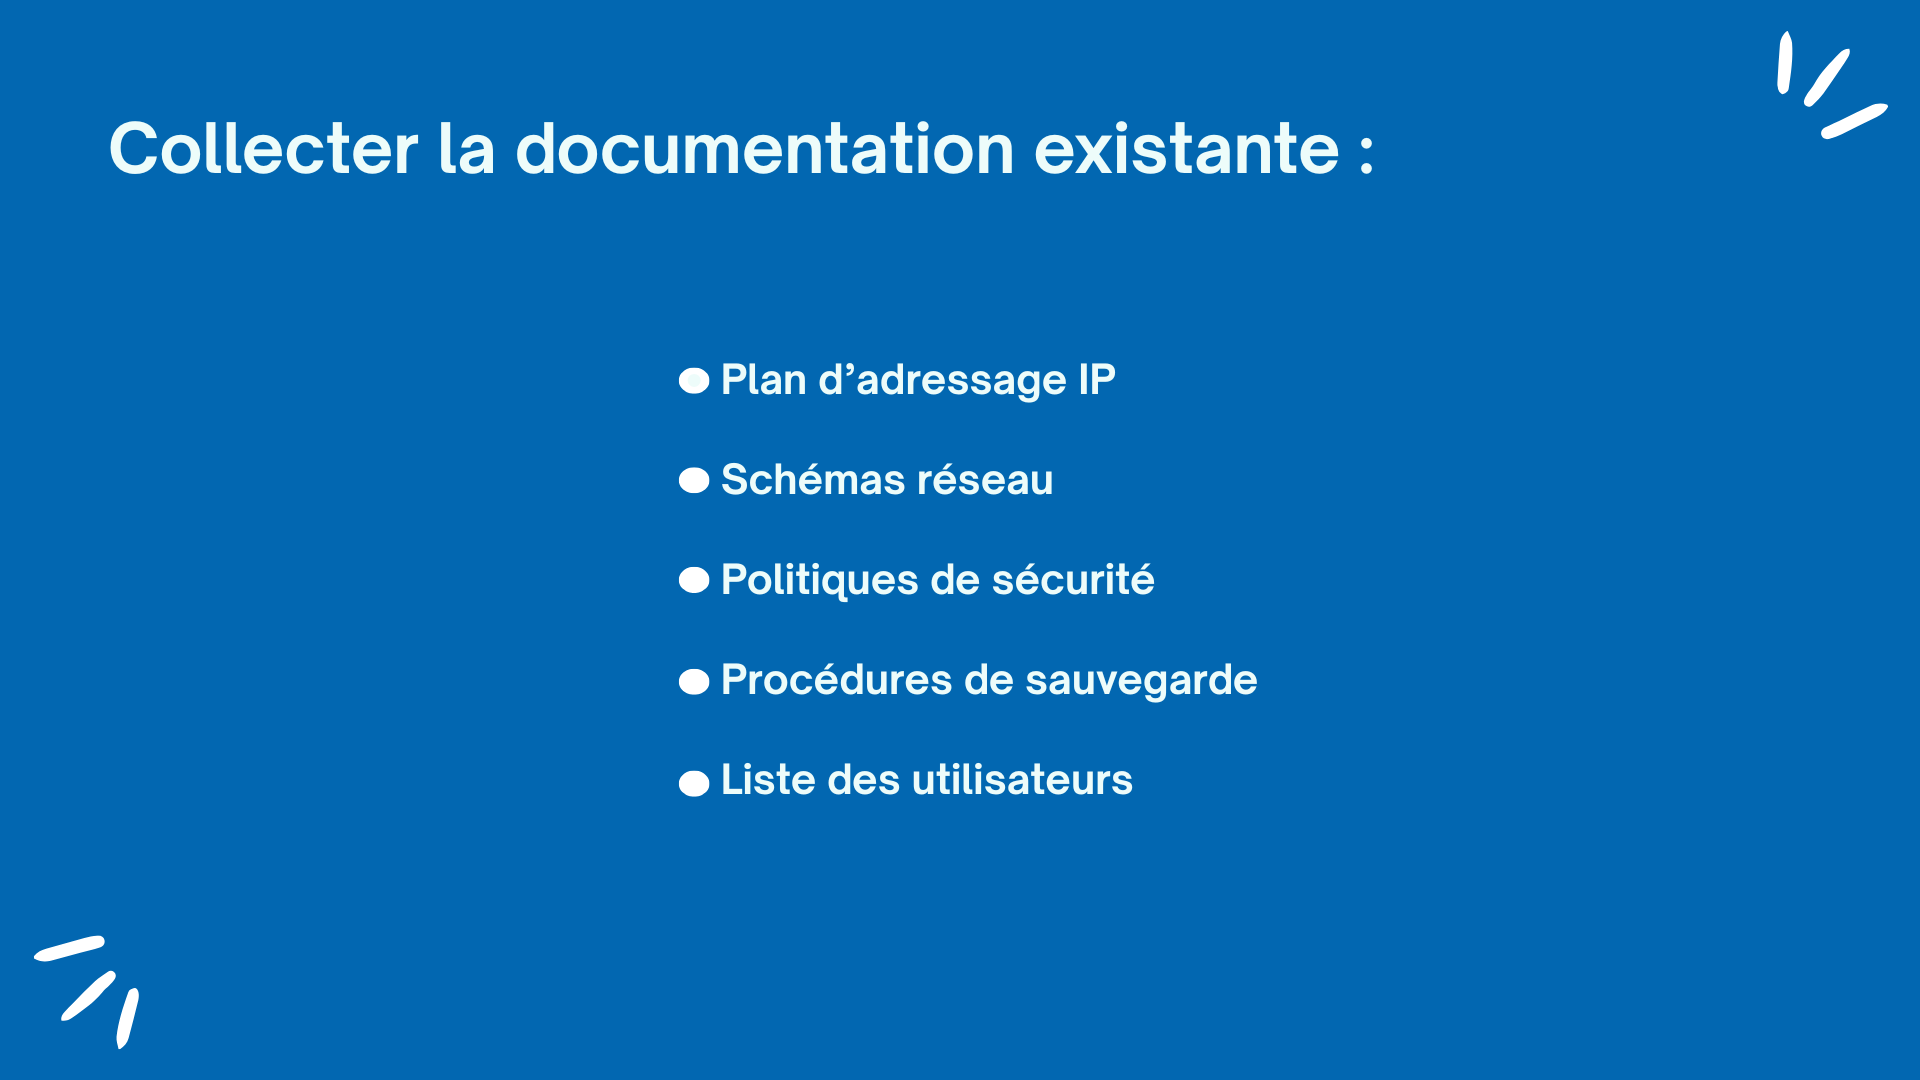 Collecter la documentation existante :
Plan d’adressage IP
Schémas réseau
Politiques de sécurité
Procédures de sauvegarde
Liste des utilisateurs